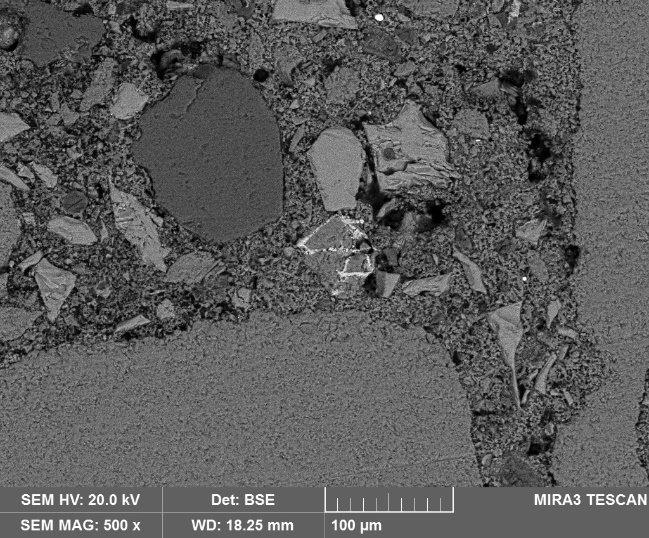 SEM HV: 20.0 kV Det: BSE MIRA3 TESCAN
SEM MAG: 500 x WD: 18.25 mm 100 µm